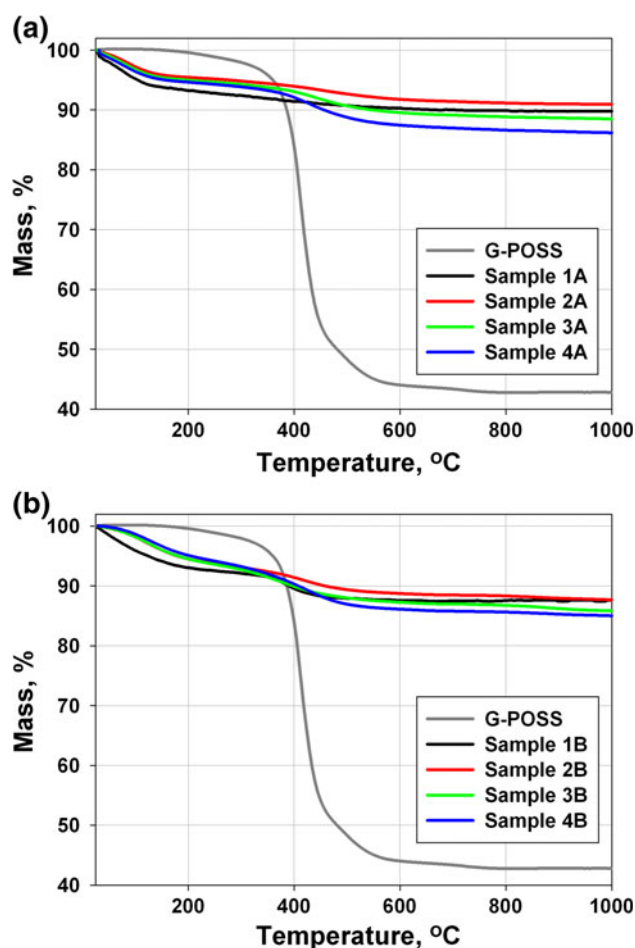 (a)
100
90
80
70
60
50
40
Mass, %
G-POSS
Sample 1A
Sample 2A
Sample 3A
Sample 4A
200 400 600 800 1000
Temperature, ºC
(b)
100
90
80
70
60
50
40
Mass, %
G-POSS
Sample 1B
Sample 2B
Sample 3B
Sample 4B
200 400 600 800 1000
Temperature, ºC